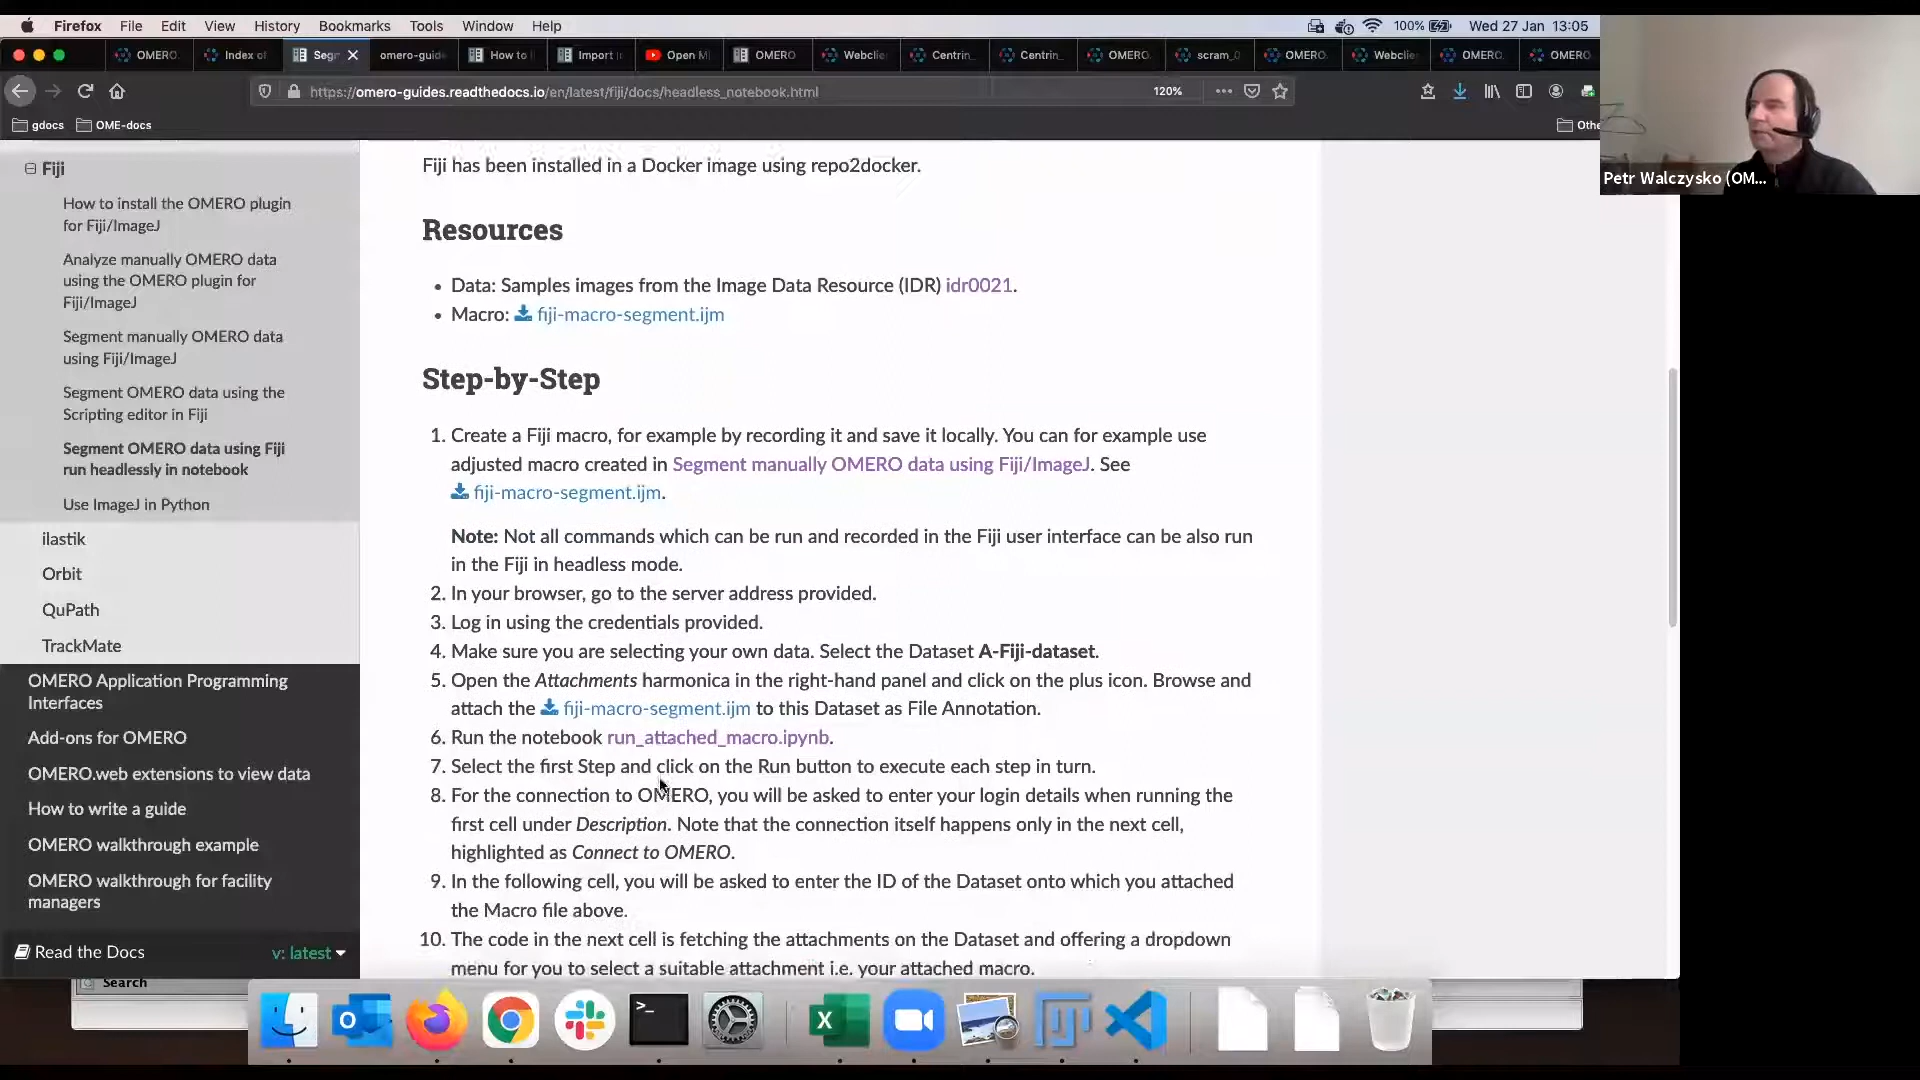 Firefox File Edit View History Bookmarks Tools Window Help
100% Wed 27 Jan 13:05
OMERO. Index of Seg omero-guid How to Import Open M OMERO Webclie Centrin_ Centrin_ OMERO. scram_0 OMERO. Webclie OMERO. OMERO
https://omero-guides.readthedocs.io/en/latest/fiji/docs/headless_notebook.html 120%
gdocs OME-docs Othe
Petr Walczysko (OM...
Fiji
How to install the OMERO plugin
for Fiji/ImageJ
Analyze manually OMERO data
using the OMERO plugin for
Fiji/ImageJ
Segment manually OMERO data
using Fiji/ImageJ
Segment OMERO data using the
Scripting editor in Fiji
Segment OMERO data using Fiji
run headlessly in notebook
Use ImageJ in Python
ilastik
Orbit
QuPath
TrackMate
OMERO Application Programming
Interfaces
Add-ons for OMERO
OMERO.web extensions to view data
How to write a guide
OMERO walkthrough example
OMERO walkthrough for facility
managers
Read the Docs v: latest
Fiji has been installed in a Docker image using repo2docker.
Resources
• Data: Samples images from the Image Data Resource (IDR) idr0021.
• Macro: fiji-macro-segment.ijm
Step-by-Step
1. Create a Fiji macro, for example by recording it and save it locally. You can for example use
adjusted macro created in Segment manually OMERO data using Fiji/ImageJ. See
fiji-macro-segment.ijm.
Note: Not all commands which can be run and recorded in the Fiji user interface can be also run
in the Fiji in headless mode.
2. In your browser, go to the server address provided.
3. Log in using the credentials provided.
4. Make sure you are selecting your own data. Select the Dataset A-Fiji-dataset.
5. Open the Attachments harmonica in the right-hand panel and click on the plus icon. Browse and
attach the fiji-macro-segment.ijm to this Dataset as File Annotation.
6. Run the notebook run_attached_macro.ipynb.
7. Select the first Step and click on the Run button to execute each step in turn.
8. For the connection to OMERO, you will be asked to enter your login details when running the
first cell under Description. Note that the connection itself happens only in the next cell,
highlighted as Connect to OMERO.
9. In the following cell, you will be asked to enter the ID of the Dataset onto which you attached
the Macro file above.
10. The code in the next cell is fetching the attachments on the Dataset and offering a dropdown
menu for you to select a suitable attachment i.e. your attached macro.
Search